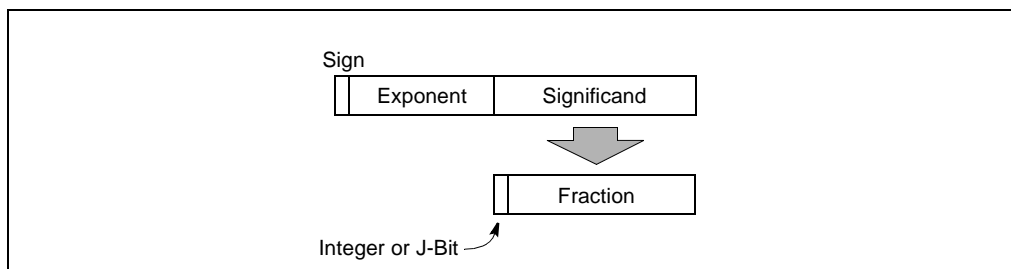 Sign
Exponent Significand
Fraction
Integer or J-Bit